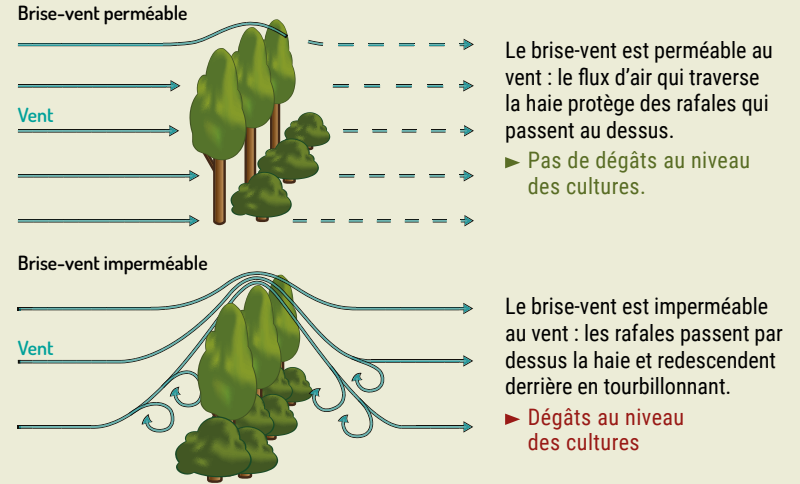 Brise-vent perméable
Vent
Le brise-vent est perméable au
vent : le flux d'air qui traverse
la haie protège des rafales qui
passent au dessus.
► Pas de dégâts au niveau
des cultures.
Brise-vent imperméable
Vent
Le brise-vent est imperméable
au vent : les rafales passent par
dessus la haie et redescendent
derrière en tourbillonnant.
► Dégâts au niveau
des cultures